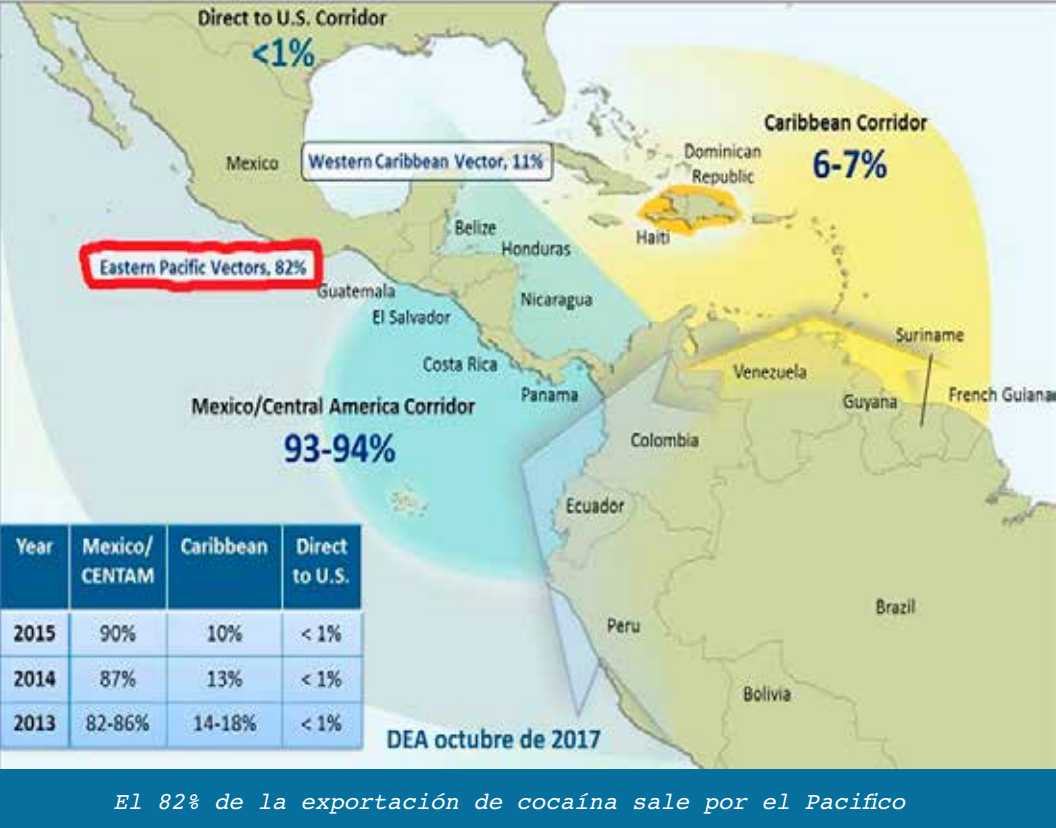 Direct to U.S. Corridor
<1%
Caribbean Corridor
6-7%
Mexico
Western Caribbean Vector, 11%
Dominican
Republic
Belize
Haiti
Honduras
Eastern Pacific Vectors, 82%
Guatemala
Nicaragua
El Salvador
Suriname
Costa Rica
Venezuela
Panama
Guyana
French Guiana
Mexico/Central America Corridor
93-94%
Colombia
Ecuador
Year Mexico/ CENTAM Caribbean Direct to U.S.
2015 90% 10% < 1%
2014 87% 13% < 1%
2013 82-86% 14-18% < 1%
Brazil
Peru
Bolivia
DEA octubre de 2017
El 82% de la exportación de cocaína sale por el Pacifico